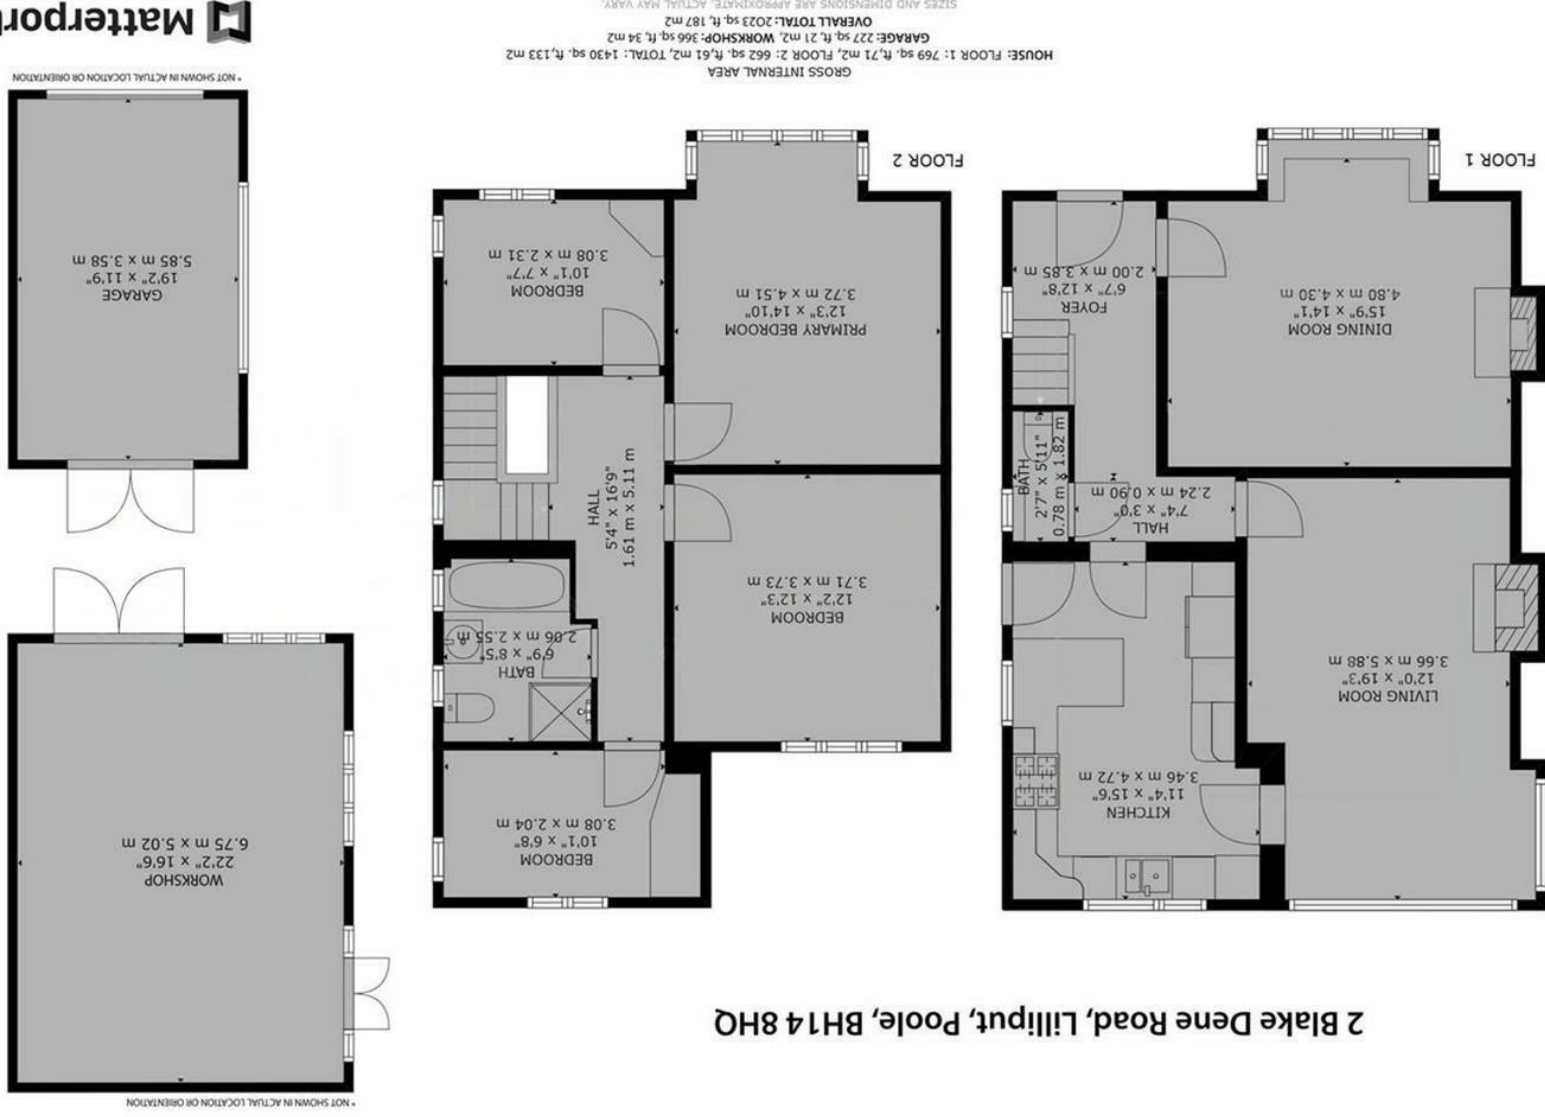 2 Blake Dene Road, Lilliput, Poole, BH14 8HQ
LIVING ROOM
12'0" x 19'3"
3.66 m x 5.88 m
KITCHEN
11'4" x 15'6"
3.46 m x 4.72 m
HALL
7'4" x 3'0"
2.24 m x 0.90 m
BATH
2'7" x 5'11"
0.78 m x 1.82 m
DINING ROOM
15'9" x 14'1"
4.80 m x 4.30 m
FOYER
6'7" x 12'8"
2.00 m x 3.85 m
FLOOR 1
BEDROOM
10'1" x 6'8"
3.08 m x 2.04 m
BATH
6'9" x 8'5"
2.06 m x 2.55 m
BEDROOM
12'2" x 12'3"
3.71 m x 3.73 m
HALL
5'4" x 16'9"
1.61 m x 5.11 m
PRIMARY BEDROOM
12'3" x 14'10"
3.72 m x 4.51 m
BEDROOM
10'1" x 7'7"
3.08 m x 2.31 m
FLOOR 2
* NOT SHOWN IN ACTUAL LOCATION OR ORIENTATION
WORKSHOP
22'2" x 16'6"
6.75 m x 5.02 m
GARAGE
19'2" x 11'9"
5.85 m x 3.58 m
* NOT SHOWN IN ACTUAL LOCATION OR ORIENTATION
GROSS INTERNAL AREA
HOUSE: FLOOR 1: 769 sq. ft,71 m2, FLOOR 2: 662 sq. ft,61 m2, TOTAL: 1430 sq. ft,133 m2
GARAGE: 227 sq. ft, 21 m2, WORKSHOP: 366 sq. ft, 34 m2
OVERALL TOTAL: 2023 sq. ft, 187 m2
SIZES AND DIMENSIONS ARE APPROXIMATE, ACTUAL MAY VARY.
Matterport